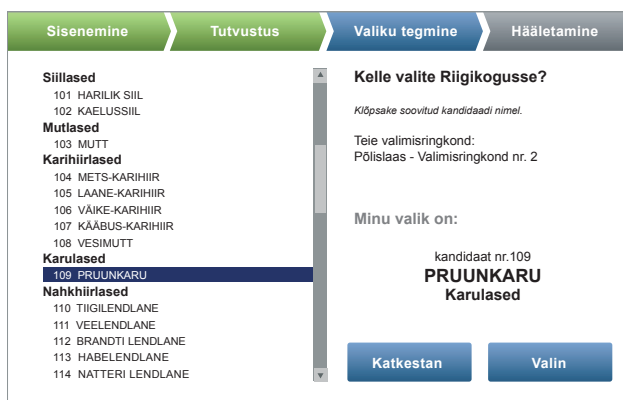 Sisenemine
Tutvustus
Valiku tegmine
Hääletamine
Siillased
101 HARILIK SIIL
102 KAELUSSIIL
Mutlased
103 MUTT
Karihiirlased
104 METS-KARIHIIR
105 LAANE-KARIHIIR
106 VÄIKE-KARIHIIR
107 KÄÄBUS-KARIHIIR
108 VESIMUTT
Karulased
109 PRUUNKARU
Nahkhiirlased
110 TIIGILENDLANE
111 VEELENDLANE
112 BRANDTI LENDLANE
113 HABELENDLANE
114 NATTERI LENDLANE
Kelle valite Riigikogusse?
Klõpsake soovitud kandidaadi nimel.
Teie valimisringkond:
Põlislaas - Valimisringkond nr. 2
Minu valik on:
kandidaat nr.109
PRUUNKARU
Karulased
Katkestan
Valin